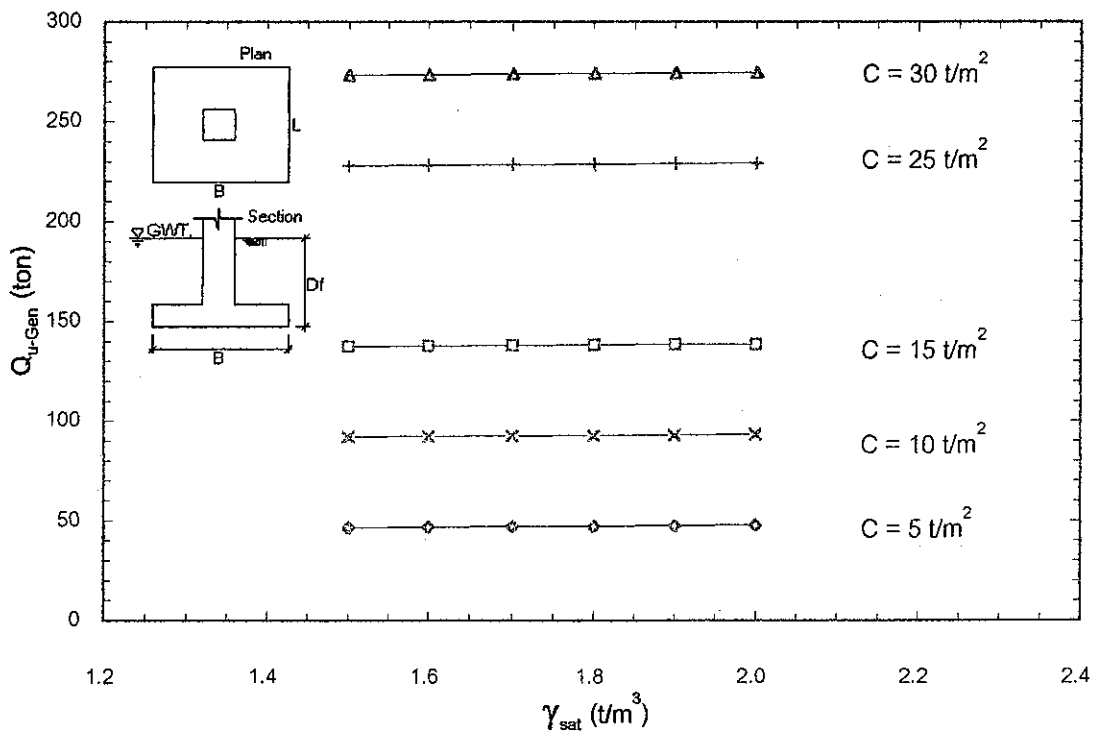 300
250
200
150
100
50
0
Q_u-Gen (ton)
Plan
L
B
Section
GWT.
Df
B
C = 30 t/m²
C = 25 t/m²
C = 15 t/m²
C = 10 t/m²
C = 5 t/m²
1.2 1.4 1.6 1.8 2.0 2.2 2.4
γ_sat (t/m³)